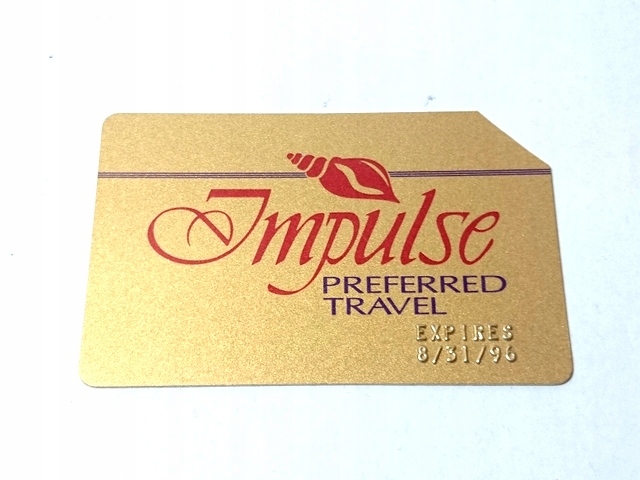 Impulse
PREFERRED
TRAVEL
EXPIRES
8/31/96